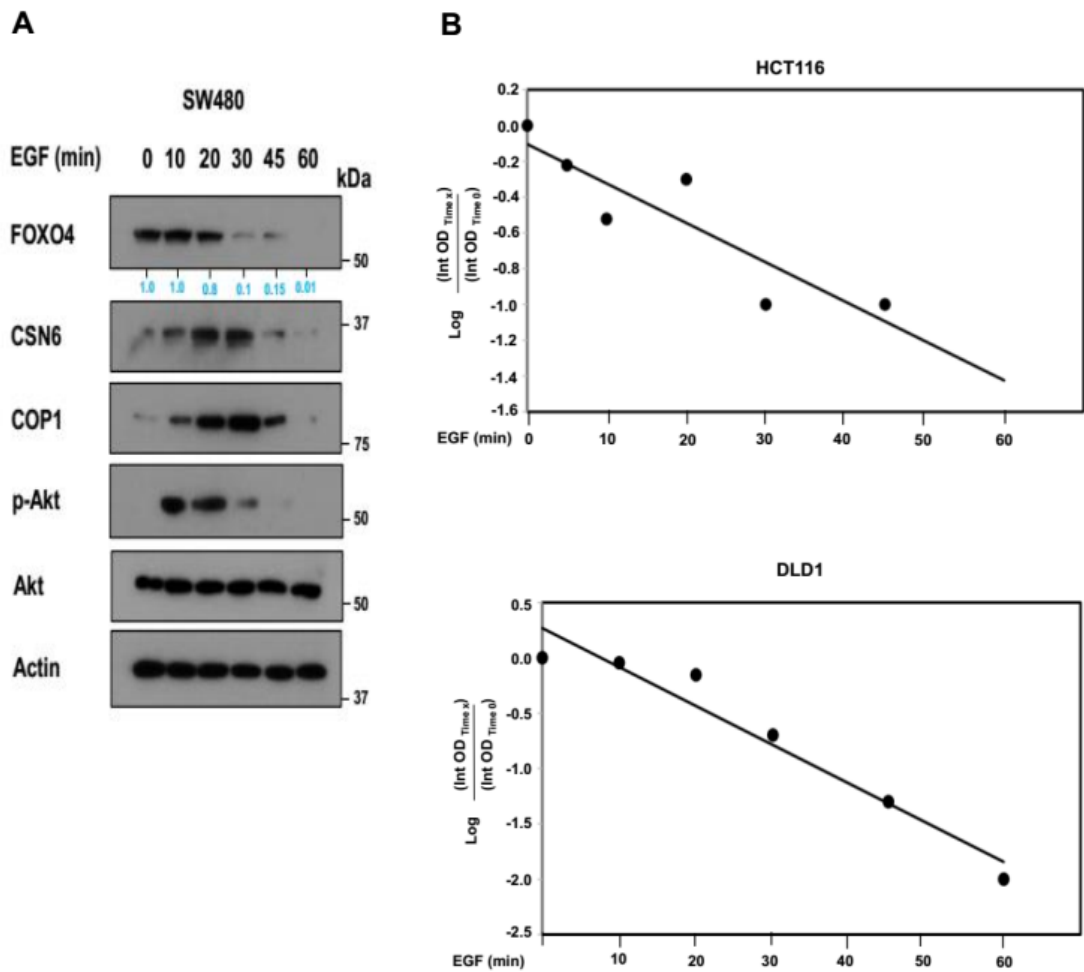 A
SW480
EGF (min) 0 10 20 30 45 60
kDa
FOXO4
50
1.0 1.0 0.8 0.1 0.15 0.01
CSN6
37
COP1
75
p-Akt
50
Akt
50
Actin
37
B
HCT116
0.2
0.0
-0.2
-0.4
-0.6
-0.8
-1.0
-1.2
-1.4
-1.6
Log (Int OD Time x) (Int OD Time 0)
EGF (min) 0 10 20 30 40 50 60
DLD1
0.5
0.0
-0.5
-1.0
-1.5
-2.0
-2.5
Log (Int OD Time x) (Int OD Time 0)
EGF (min) 10 20 30 40 50 60